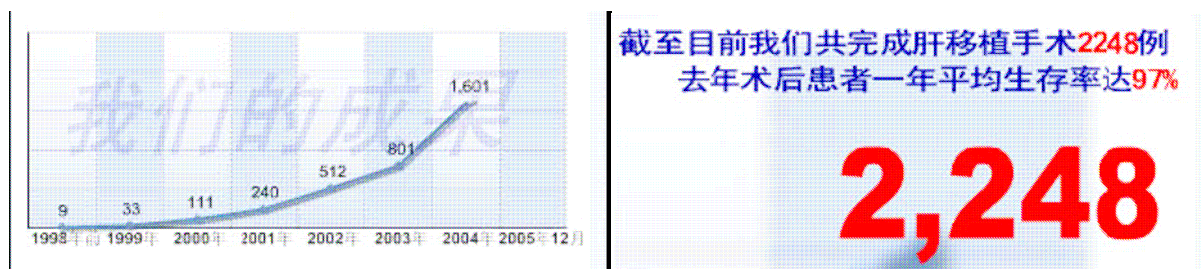 我们的成果
1,601
801
512
240
111
33
9
1998年前 1999年 2000年 2001年 2002年 2003年 2004年 2005年12月
截至目前我们共完成肝移植手术2248例
去年术后患者一年平均生存率达97%
2,248